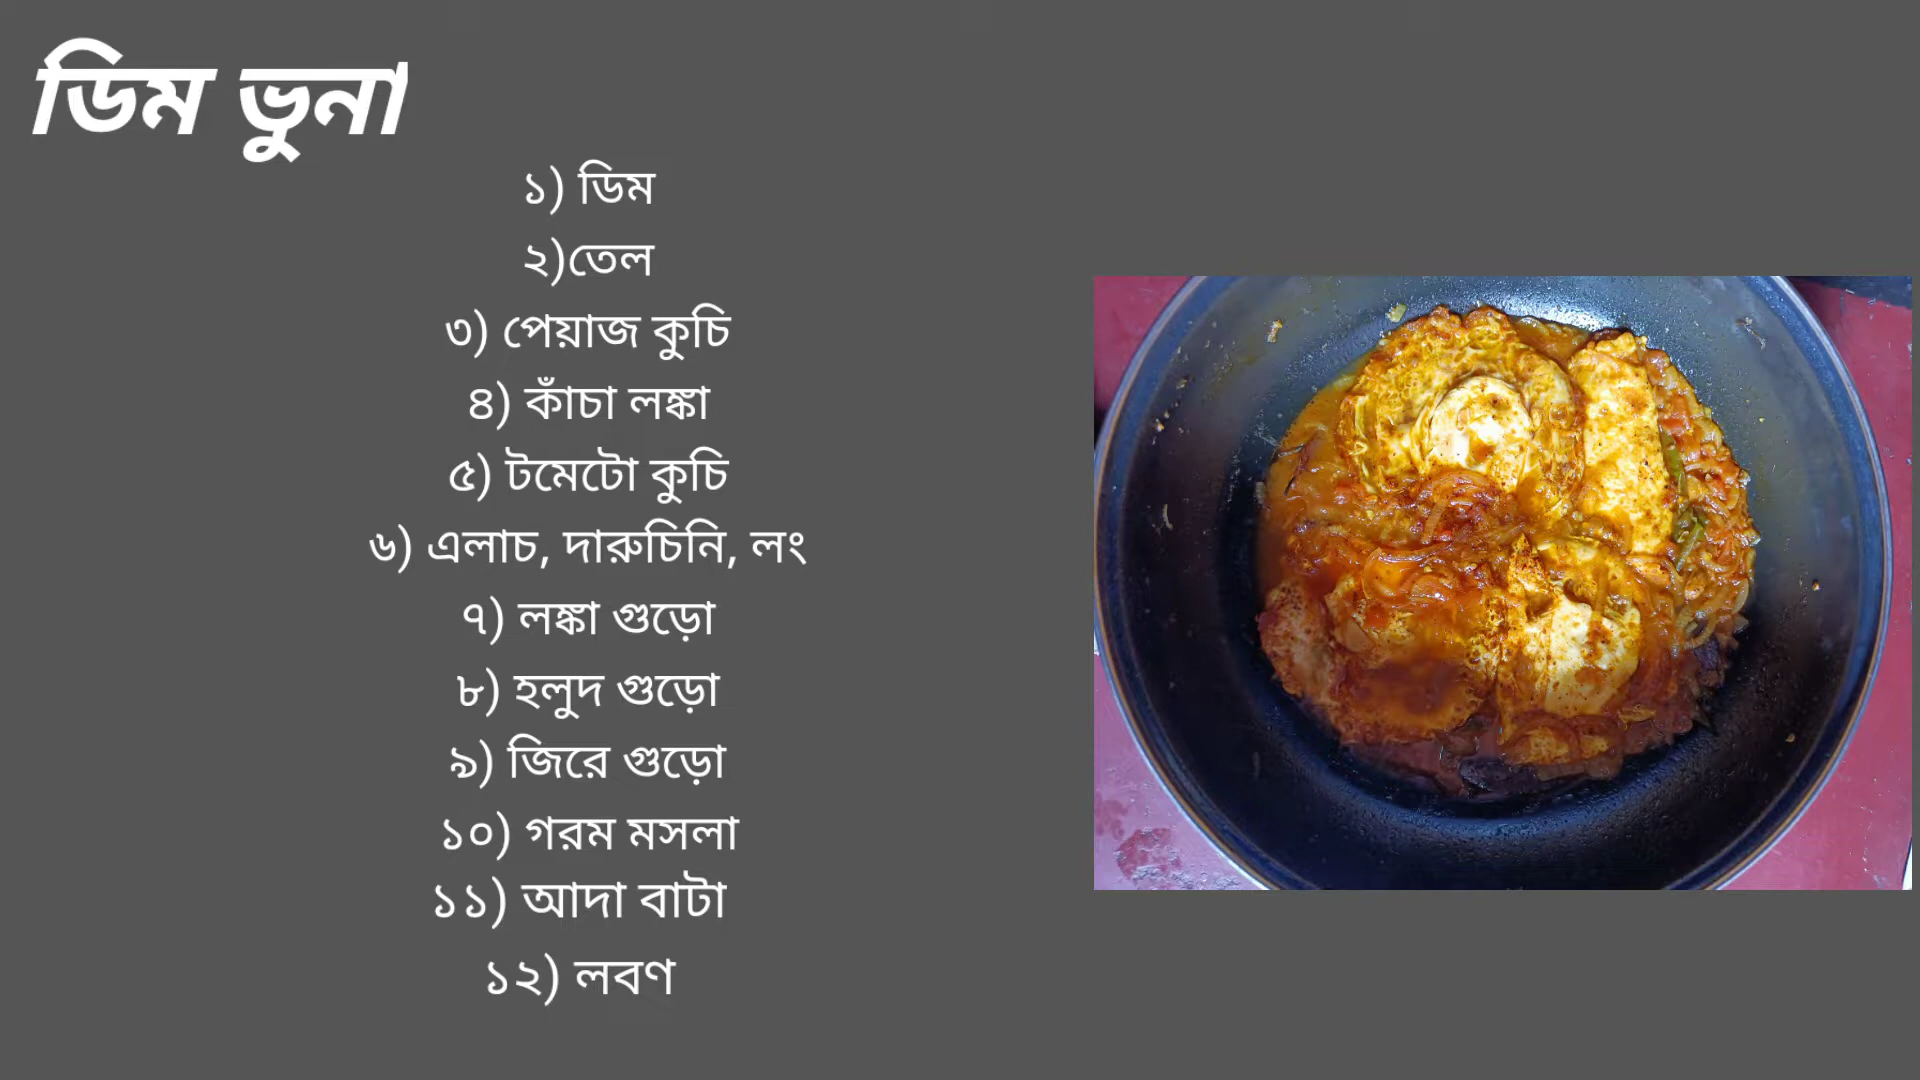 ডিম ভুনা
১) ডিম
২)তেল
৩) পেয়াজ কুচি
৪) কাঁচা লঙ্কা
৫) টমেটো কুচি
৬) এলাচ, দারুচিনি, লং
৭) লঙ্কা গুড়ো
৮) হলুদ গুড়ো
৯) জিরে গুড়ো
১০) গরম মসলা
১১) আদা বাটা
১২) লবণ